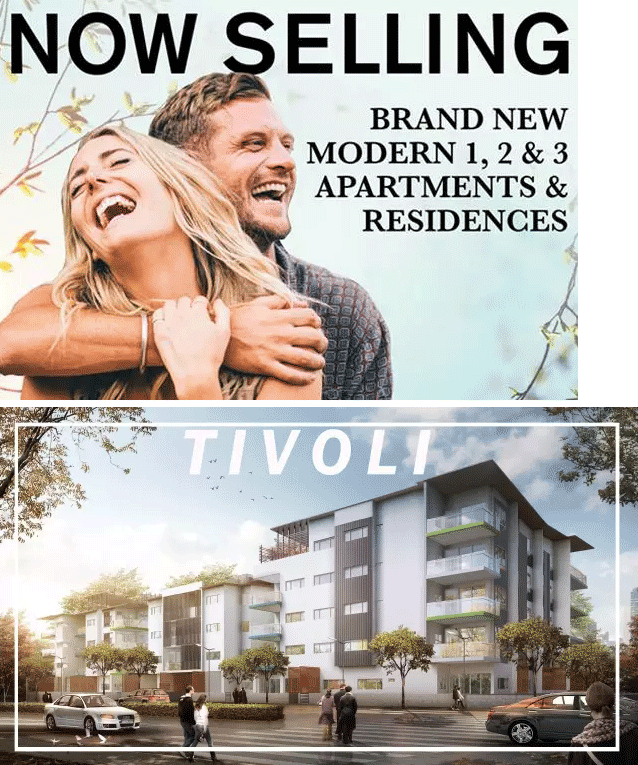 NOW SELLING
BRAND NEW
MODERN 1, 2 & 3
APARTMENTS &
RESIDENCES
TIVOLI